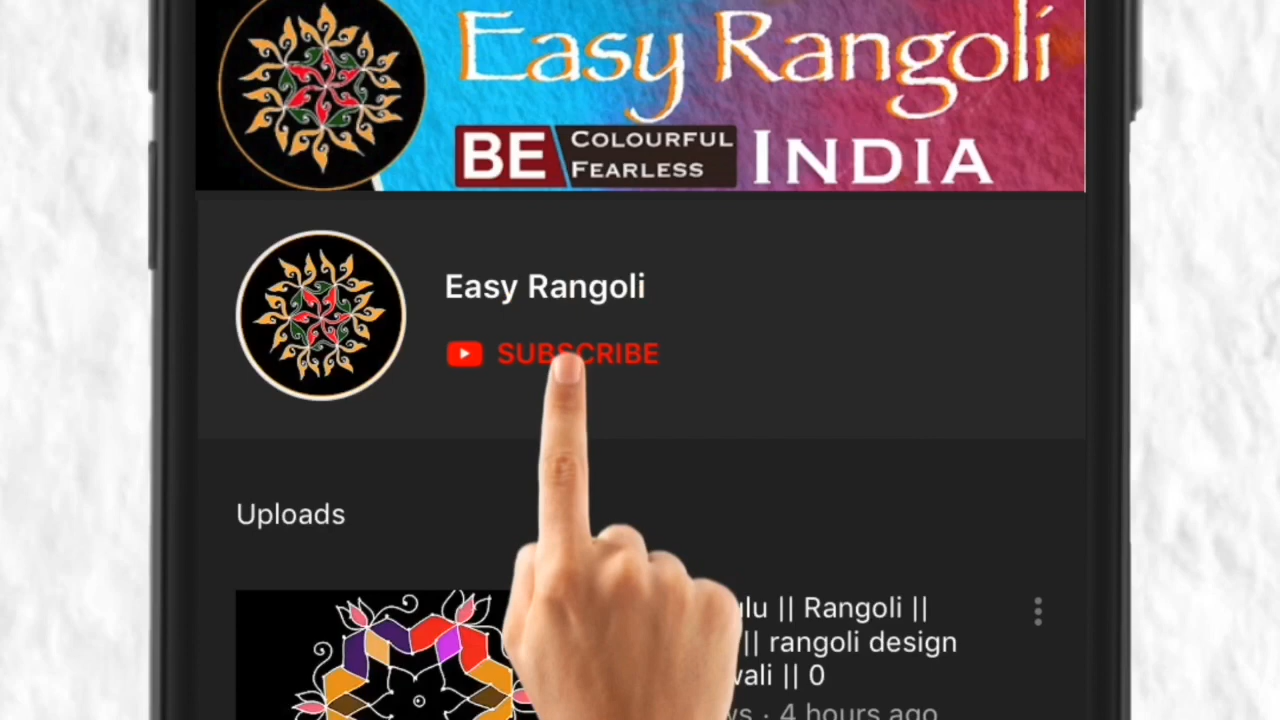 Easy Rangoli
BE COLOURFUL FEARLESS INDIA
Easy Rangoli
SUBSCRIBE
Uploads
|| Rangoli ||
|| rangoli design
|| 0
4 hours ago